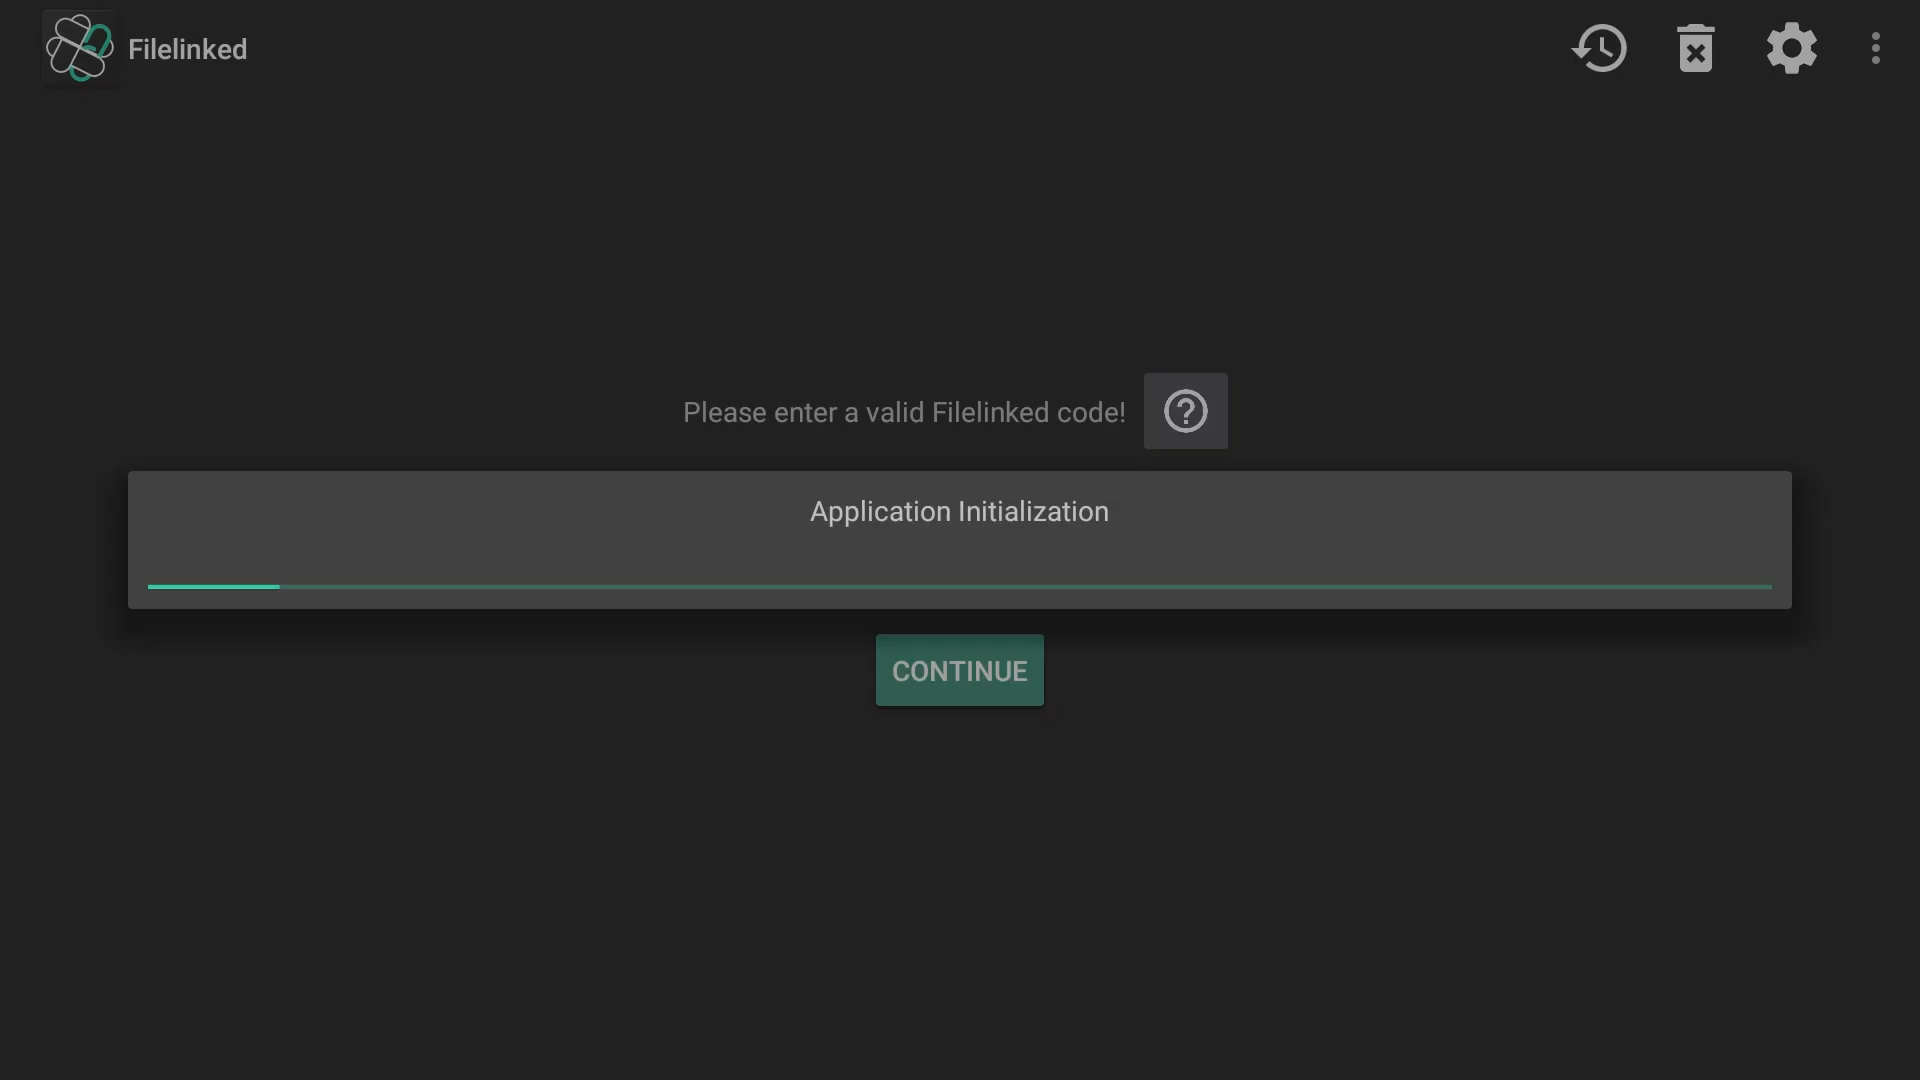 Filelinked
Please enter a valid Filelinked code!
Application Initialization
CONTINUE